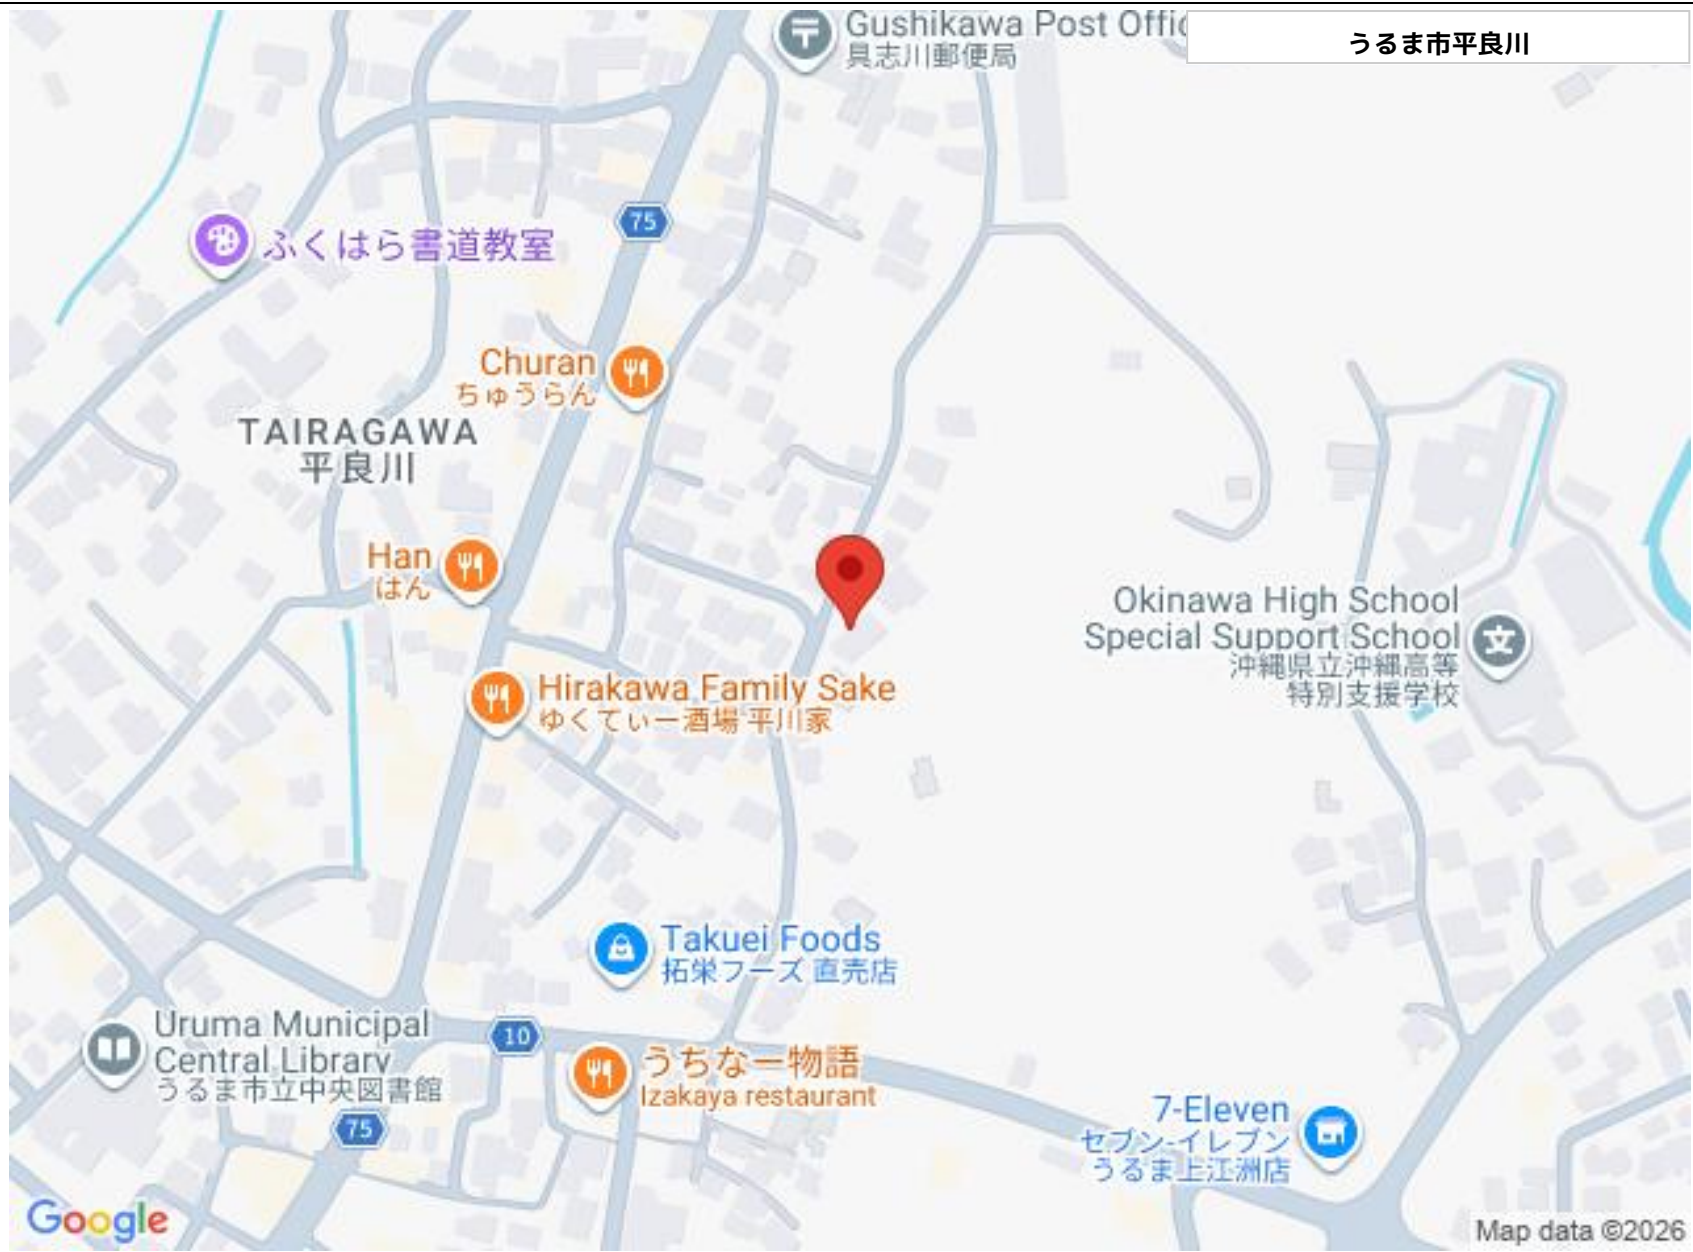 Gushikawa Post Offic
具志川郵便局
うるま市平良川
75
ふくはら書道教室
Churan
ちゅうらん
TAIRAGAWA
平良川
Han
はん
Okinawa High School
Special Support School
沖縄県立沖縄高等
特別支援学校
Hirakawa Family Sake
ゆくてぃー酒場 平川家
Takuei Foods
拓栄フーズ 直売店
Uruma Municipal
Central Library
うるま市立中央図書館
10
うちなー物語
Izakaya restaurant
75
7-Eleven
セブン-イレブン
うるま上江洲店
Google
Map data ©2026